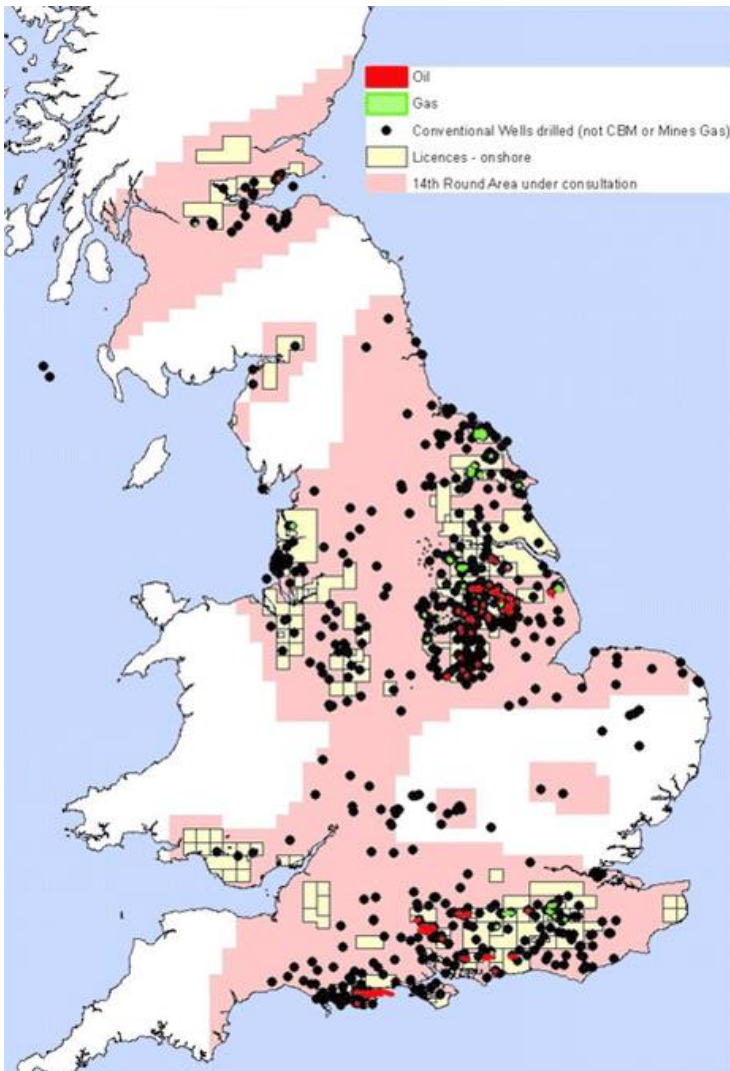 Oil
Gas
Conventional Wells drilled (not CBM or Mines Gas)
Licences - onshore
14th Round Area under consultation